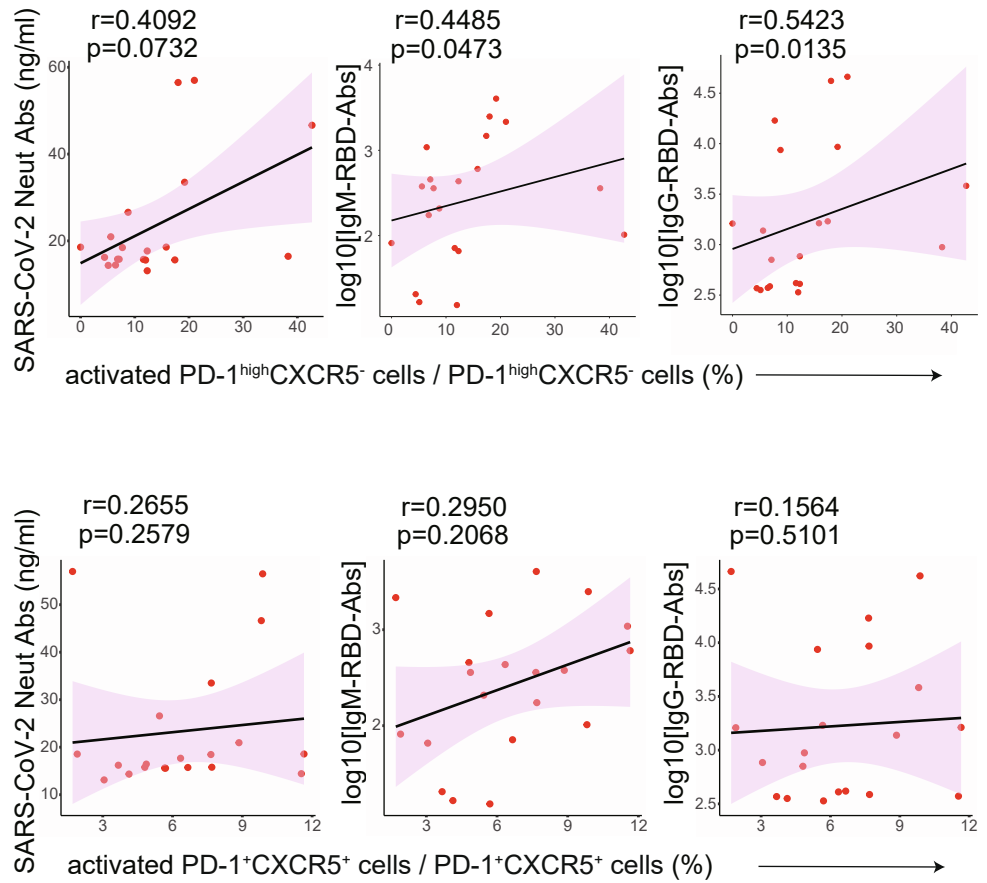 r=0.4092
p=0.0732
r=0.4485
p=0.0473
r=0.5423
p=0.0135
SARS-CoV-2 Neut Abs (ng/ml)
60
40
20
0 10 20 30 40
log10[IgM-RBD-Abs]
4
3
2
0 10 20 30 40
log10[IgG-RBD-Abs]
4.5
4.0
3.5
3.0
2.5
0 10 20 30 40
activated PD-1highCXCR5- cells / PD-1highCXCR5- cells (%)
r=0.2655
p=0.2579
r=0.2950
p=0.2068
r=0.1564
p=0.5101
SARS-CoV-2 Neut Abs (ng/ml)
50
40
30
20
10
3 6 9 12
log10[IgM-RBD-Abs]
3
2
3 6 9 12
log10[IgG-RBD-Abs]
4.5
4.0
3.5
3.0
2.5
3 6 9 12
activated PD-1+CXCR5+ cells / PD-1+CXCR5+ cells (%)